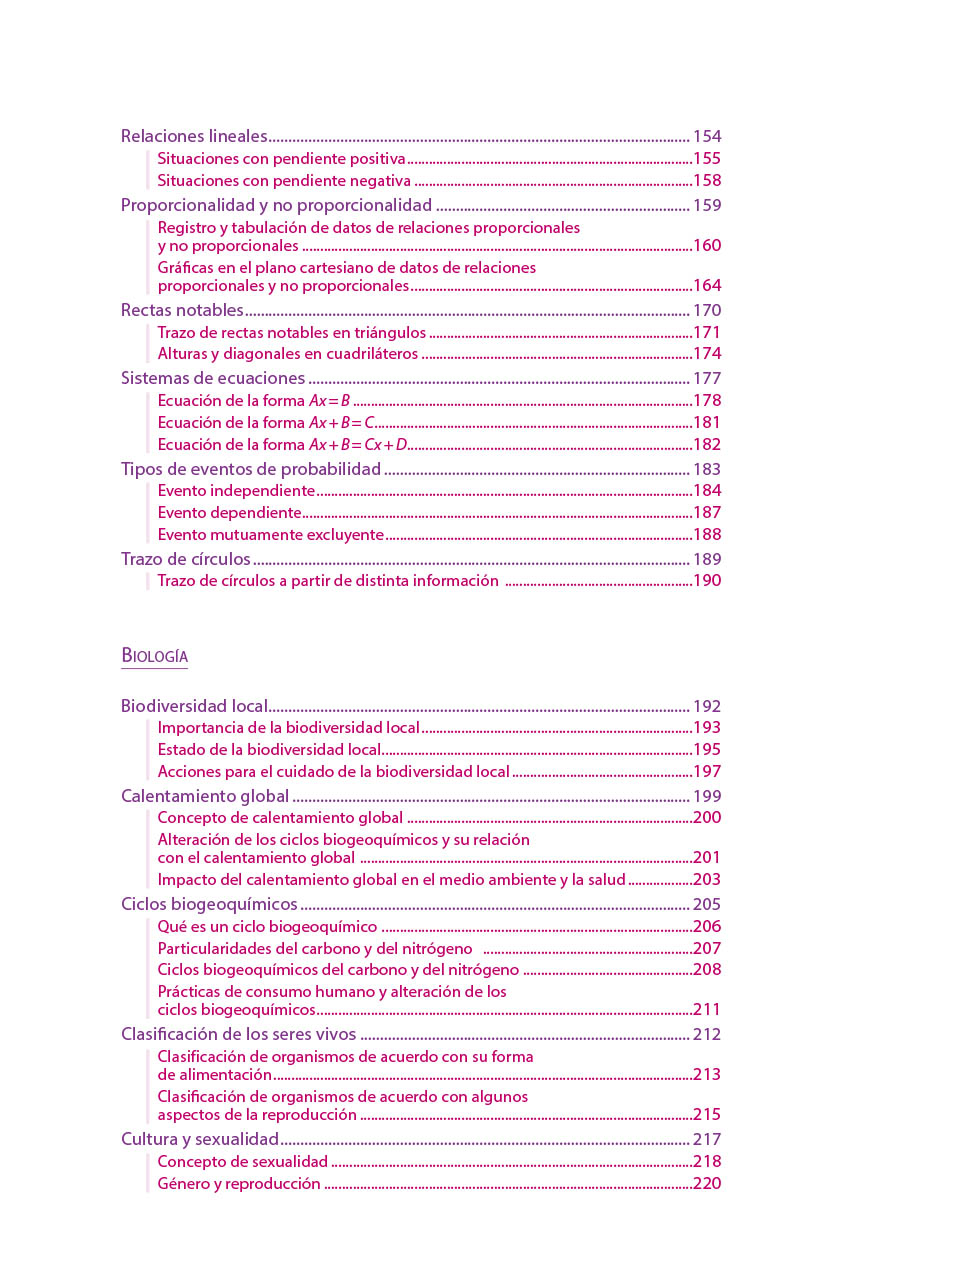 Relaciones lineales.......................................................................................................... 154
Situaciones con pendiente positiva...............................................................................155
Situaciones con pendiente negativa .............................................................................158
Proporcionalidad y no proporcionalidad ................................................................ 159
Registro y tabulación de datos de relaciones proporcionales
y no proporcionales ....................................................................................................................160
Gráficas en el plano cartesiano de datos de relaciones
proporcionales y no proporcionales..............................................................................164
Rectas notables................................................................................................................ 170
Trazo de rectas notables en triángulos .........................................................................171
Alturas y diagonales en cuadriláteros ...........................................................................174
Sistemas de ecuaciones ................................................................................................ 177
Ecuación de la forma Ax = B ..............................................................................................178
Ecuación de la forma Ax + B = C........................................................................................181
Ecuación de la forma Ax + B = Cx + D...............................................................................182
Tipos de eventos de probabilidad ............................................................................. 183
Evento independiente........................................................................................................184
Evento dependiente............................................................................................................187
Evento mutuamente excluyente.....................................................................................188
Trazo de círculos.............................................................................................................. 189
Trazo de círculos a partir de distinta información ....................................................190
Biología
Biodiversidad local.......................................................................................................... 192
Importancia de la biodiversidad local...........................................................................193
Estado de la biodiversidad local......................................................................................195
Acciones para el cuidado de la biodiversidad local..................................................197
Calentamiento global .................................................................................................... 199
Concepto de calentamiento global ...............................................................................200
Alteración de los ciclos biogeoquímicos y su relación
con el calentamiento global ............................................................................................201
Impacto del calentamiento global en el medio ambiente y la salud..................203
Ciclos biogeoquímicos .................................................................................................. 205
Qué es un ciclo biogeoquímico ......................................................................................206
Particularidades del carbono y del nitrógeno ..........................................................207
Ciclos biogeoquímicos del carbono y del nitrógeno ...............................................208
Prácticas de consumo humano y alteración de los
ciclos biogeoquímicos........................................................................................................211
Clasificación de los seres vivos ................................................................................... 212
Clasificación de organismos de acuerdo con su forma
de alimentación....................................................................................................................213
Clasificación de organismos de acuerdo con algunos
aspectos de la reproducción ............................................................................................215
Cultura y sexualidad....................................................................................................... 217
Concepto de sexualidad ....................................................................................................218
Género y reproducción ......................................................................................................220